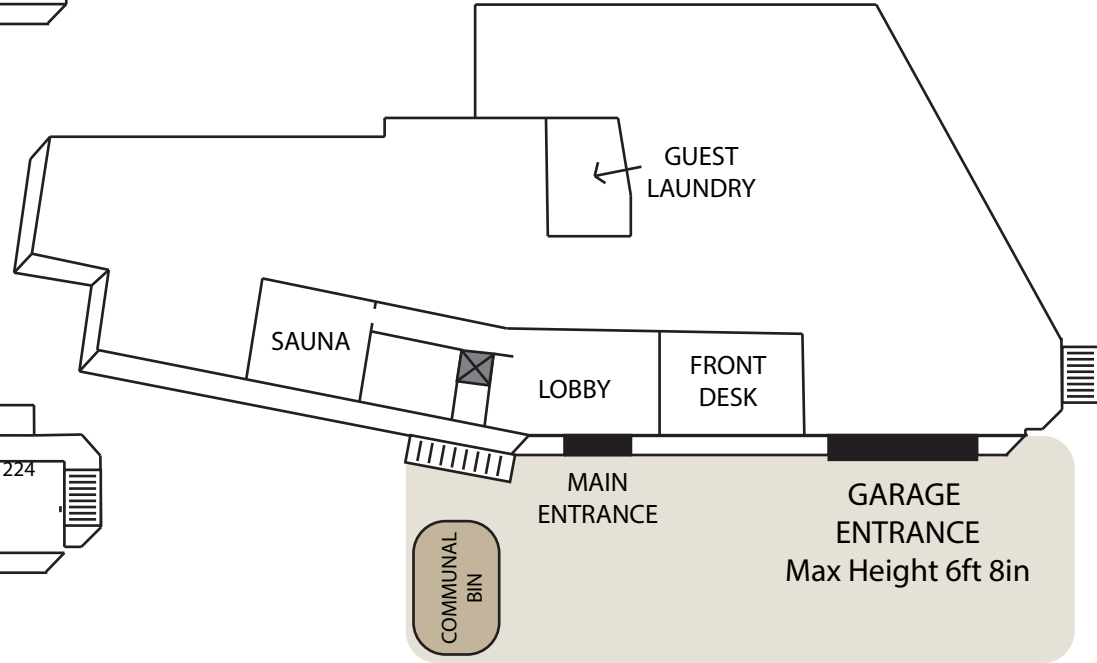 GUEST
LAUNDRY
SAUNA
LOBBY
FRONT
DESK
224
MAIN
ENTRANCE
GARAGE
ENTRANCE
Max Height 6ft 8in
COMMUNAL
BIN